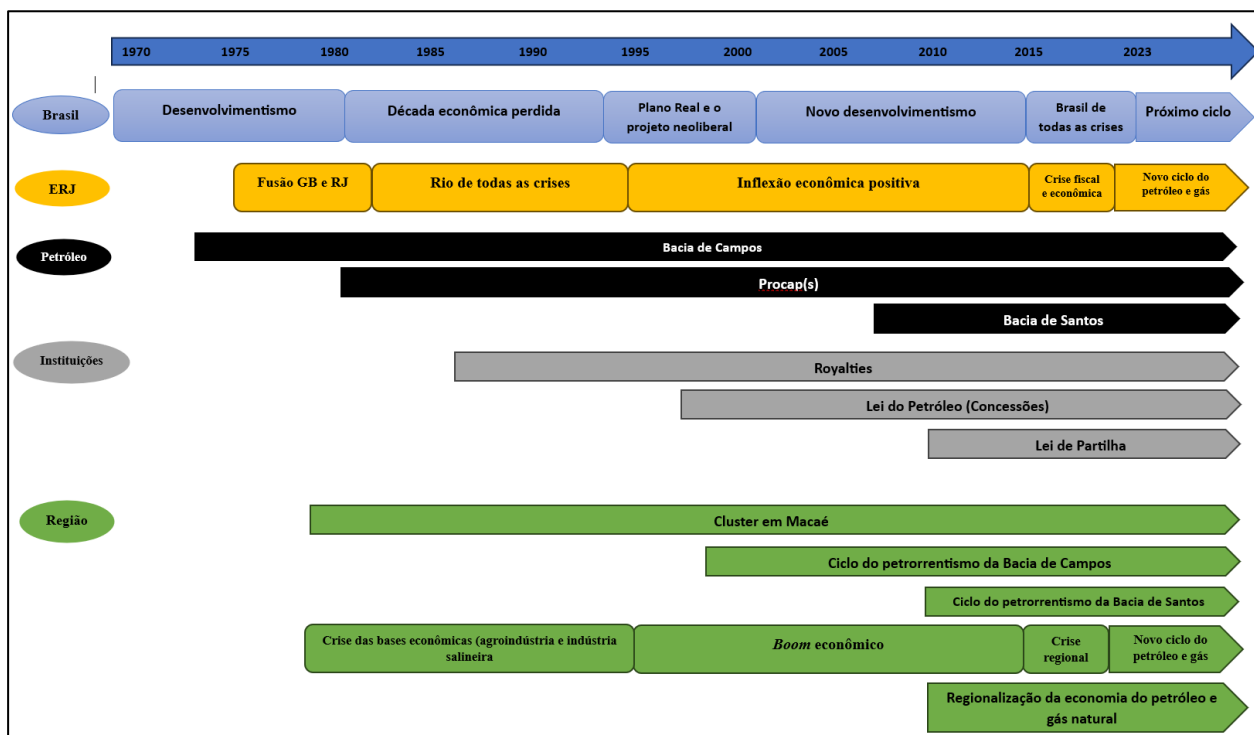 1970 1975 1980 1985 1990 1995 2000 2005 2010 2015 2023
Brasil
Desenvolvimentismo
Década econômica perdida
Plano Real e o
projeto neoliberal
Novo desenvolvimentismo
Brasil de
todas as crises
Próximo ciclo
ERJ
Fusão GB e RJ
Rio de todas as crises
Inflexão econômica positiva
Crise fiscal
e econômica
Novo ciclo do
petróleo e gás
Petróleo
Bacia de Campos
Procap(s)
Bacia de Santos
Instituições
Royalties
Lei do Petróleo (Concessões)
Lei de Partilha
Região
Cluster em Macaé
Ciclo do petrorrentismo da Bacia de Campos
Ciclo do petrorrentismo da Bacia de Santos
Crise das bases econômicas (agroindústria e indústria
salineira
Boom econômico
Crise
regional
Novo ciclo do
petróleo e gás
Regionalização da economia do petróleo e
gás natural